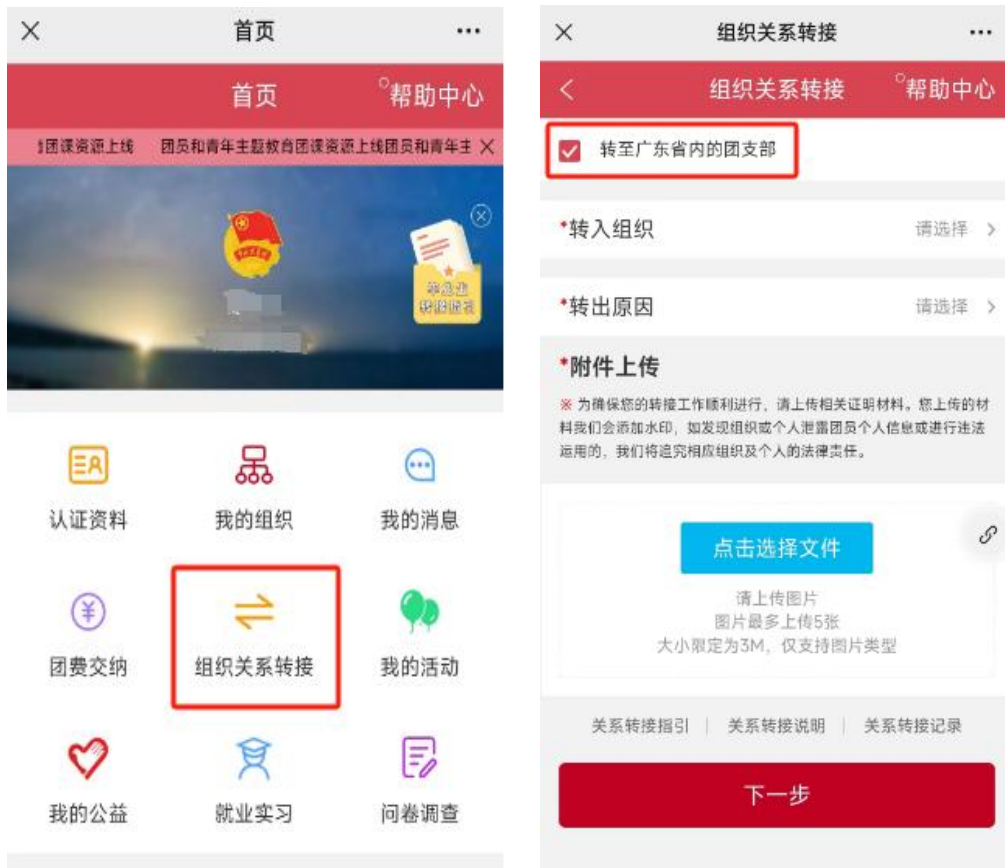 首页
首页
帮助中心
团课资源上线 团员和青年主题教育团课资源上线团员和青年主
认证资料
我的组织
我的消息
团费交纳
组织关系转接
我的活动
我的公益
就业实习
问卷调查
组织关系转接
组织关系转接
帮助中心
转至广东省内的团支部
*转入组织
请选择
*转出原因
请选择
*附件上传
※ 为确保您的转接工作顺利进行，请上传相关证明材料。您上传的材
料我们会添加水印，如发现组织或个人泄露团员个人信息或进行违法
运用的，我们将追究相应组织及个人的法律责任。
点击选择文件
请上传图片
图片最多上传5张
大小限定为3M，仅支持图片类型
关系转接指引 | 关系转接说明 | 关系转接记录
下一步